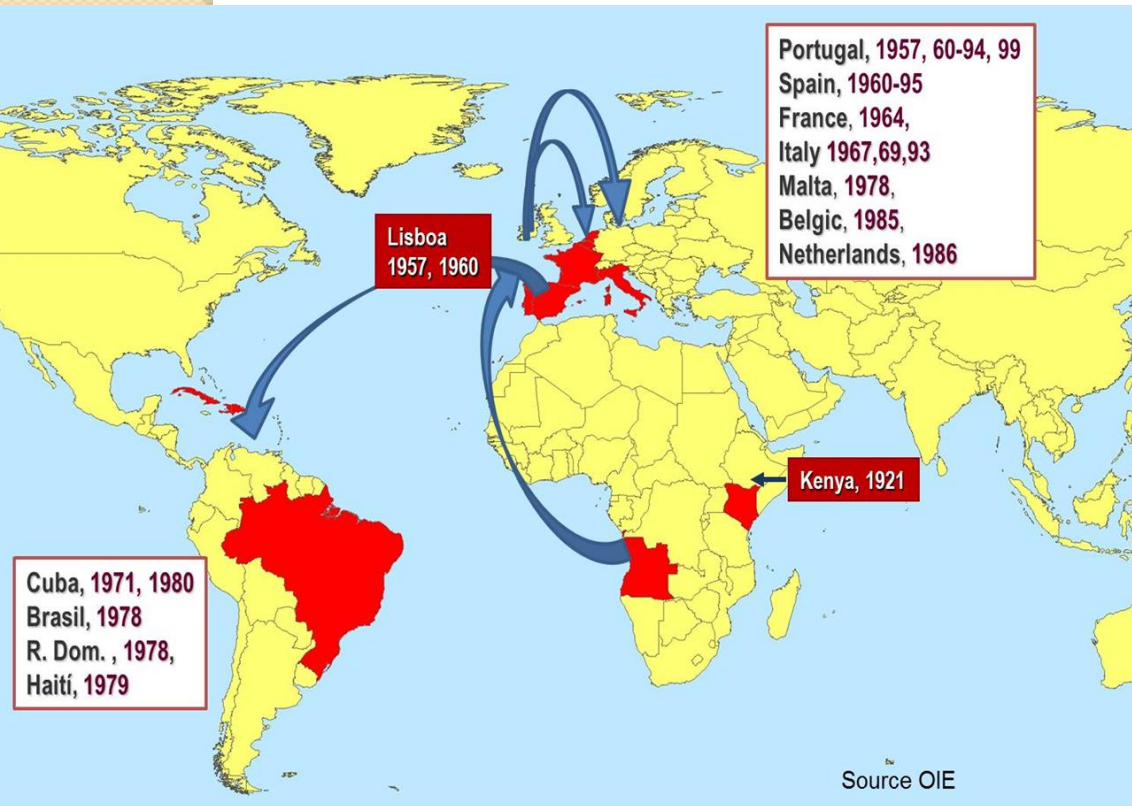 Portugal, 1957, 60-94, 99
Spain, 1960-95
France, 1964,
Italy 1967,69,93
Malta, 1978,
Belgic, 1985,
Netherlands, 1986
Lisboa
1957, 1960
Kenya, 1921
Cuba, 1971, 1980
Brasil, 1978
R. Dom. , 1978,
Haití, 1979
Source OIE